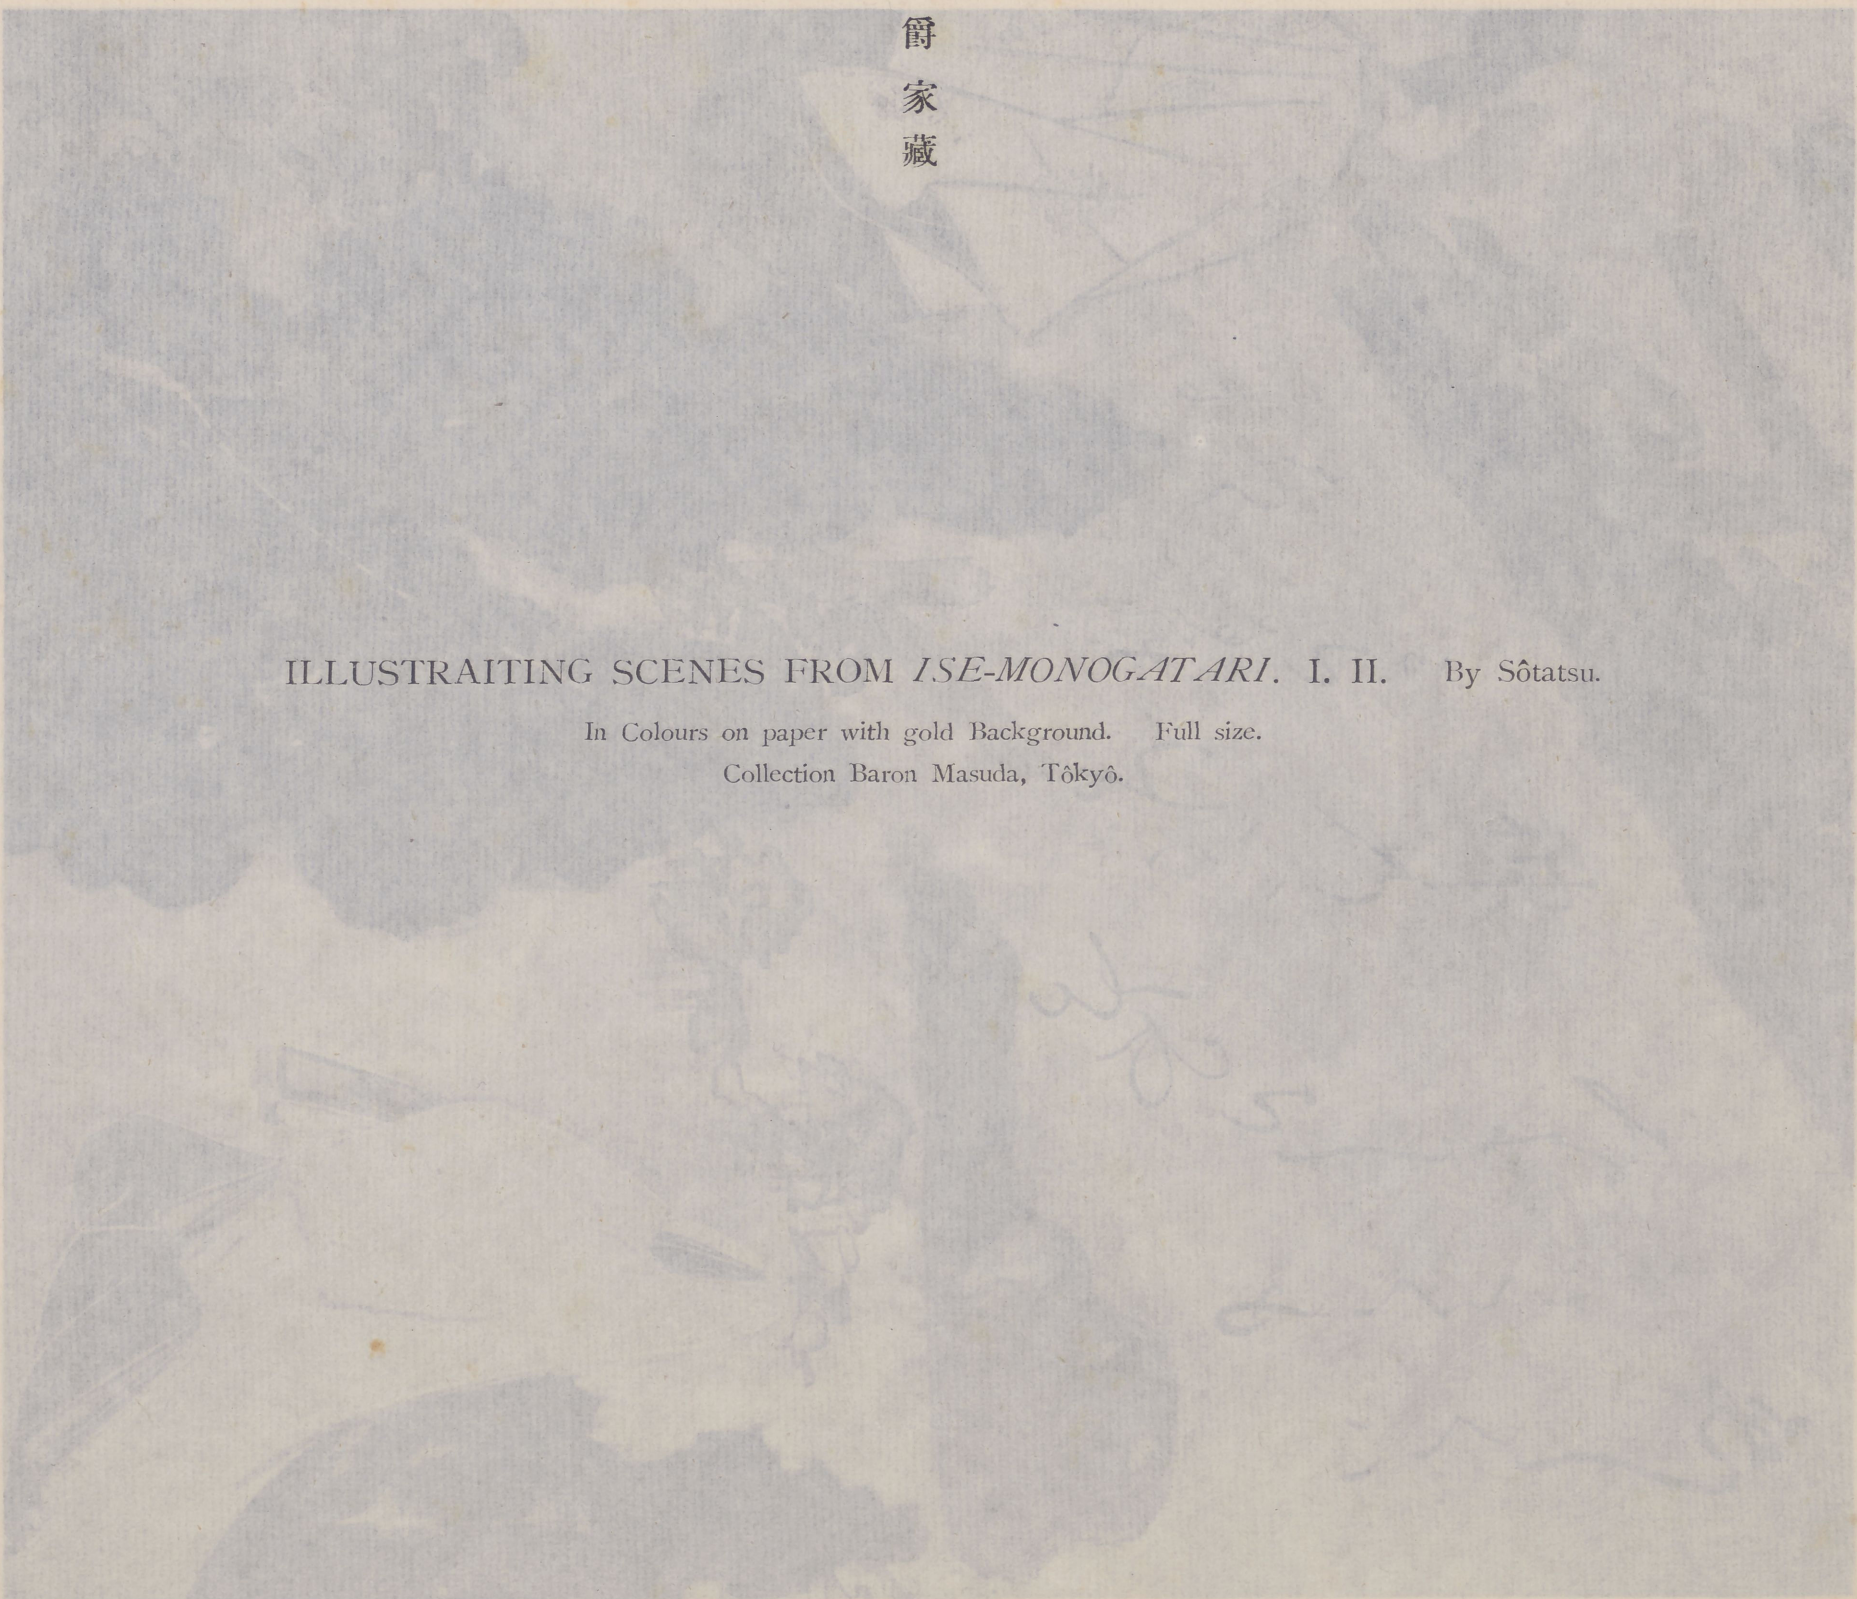 爵家藏
ILLUSTRAITING SCENES FROM ISE-MONOGATARI. I. II. By Sôtatsu.
In Colours on paper with gold Background. Full size.
Collection Baron Masuda, Tôkyô.